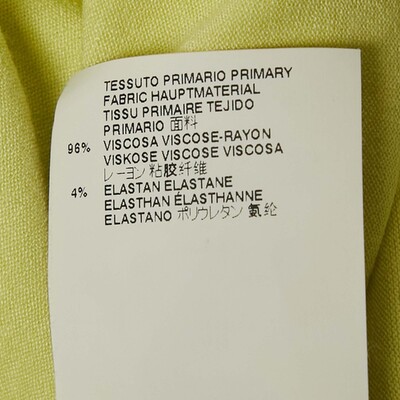 TESSUTO PRIMARIO PRIMARY
FABRIC HAUPTMATERIAL
TISSU PRIMAIRE TEJIDO
PRIMARIO 面料
96% VISCOSA VISCOSE-RAYON
VISKOSE VISCOSE VISCOSA
レーヨン 粘胶纤维
4% ELASTAN ELASTANE
ELASTHAN ÉLASTHANNE
ELASTANO ポリウレタン 氨纶